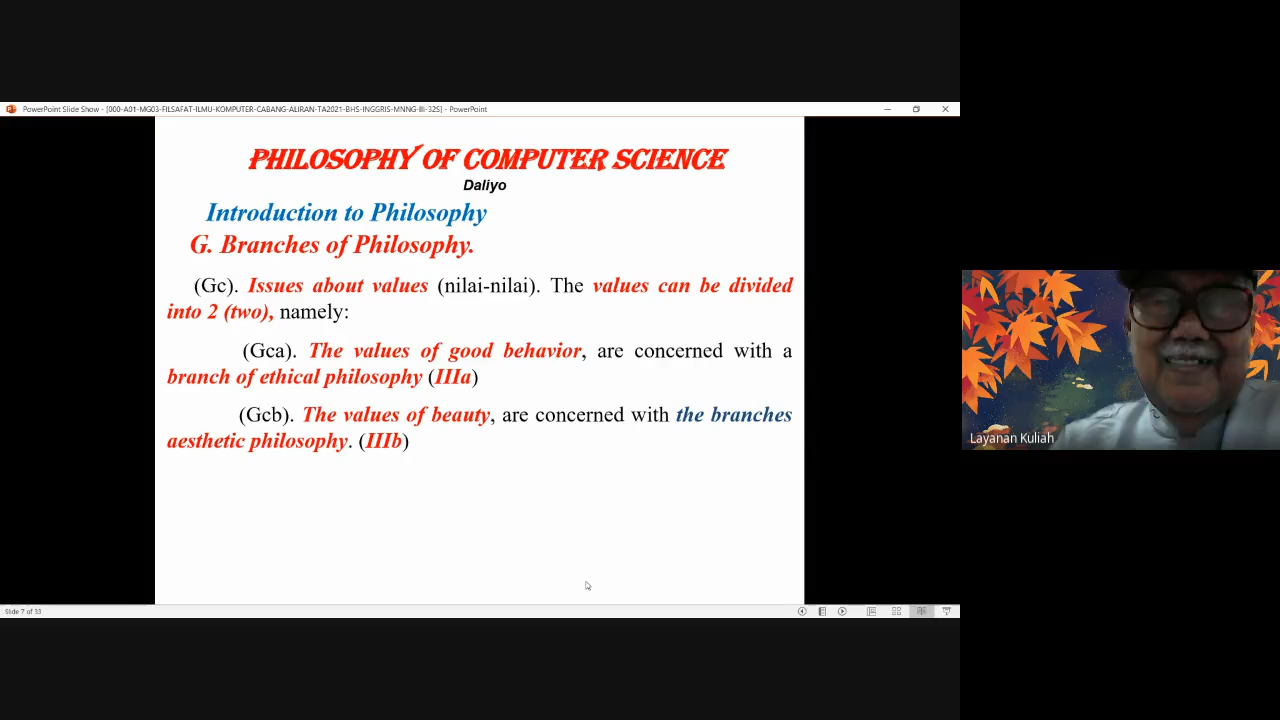 PowerPoint Slide Show - [000-A01-MG03-FILSAFAT-ILMU-KOMPUTER-CABANG-ALIRAN-TA2021-BHS-INGGRIS-MNNG-III-32S] - PowerPoint
PHILOSOPHY OF COMPUTER SCIENCE
Daliyo
Introduction to Philosophy
G. Branches of Philosophy.
(Gc). Issues about values (nilai-nilai). The values can be divided
into 2 (two), namely:
(Gca). The values of good behavior, are concerned with a
branch of ethical philosophy (IIIa)
(Gcb). The values of beauty, are concerned with the branches
aesthetic philosophy. (IIIb)
Layanan Kuliah
Slide 7 of 33